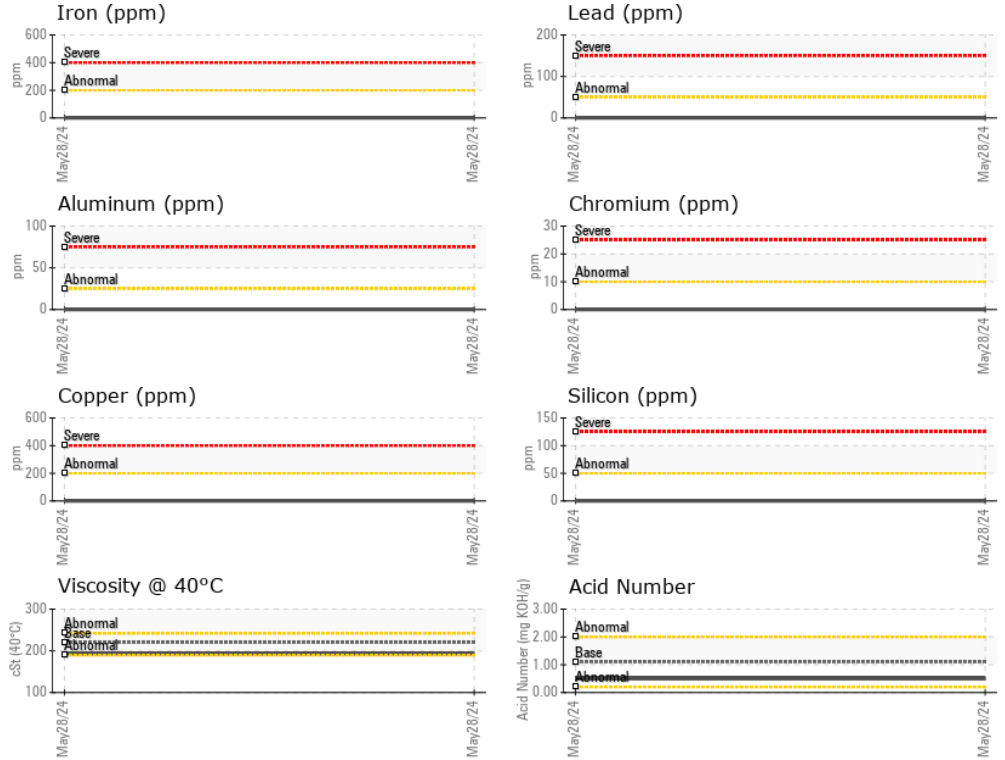 Iron (ppm)
600
400
200
0
ppm
Severe
Abnormal
May28/24
May28/24
Lead (ppm)
200
100
0
ppm
Severe
Abnormal
May28/24
May28/24
Aluminum (ppm)
100
50
0
ppm
Severe
Abnormal
May28/24
May28/24
Chromium (ppm)
30
20
10
0
ppm
Severe
Abnormal
May28/24
May28/24
Copper (ppm)
600
400
200
0
ppm
Severe
Abnormal
May28/24
May28/24
Silicon (ppm)
150
100
50
0
ppm
Severe
Abnormal
May28/24
May28/24
Viscosity @ 40°C
300
200
100
cSt (40°C)
Abnormal
Base
Abnormal
May28/24
May28/24
Acid Number
3.00
2.00
1.00
0.00
Acid Number (mg KOH/g)
Abnormal
Base
Abnormal
May28/24
May28/24